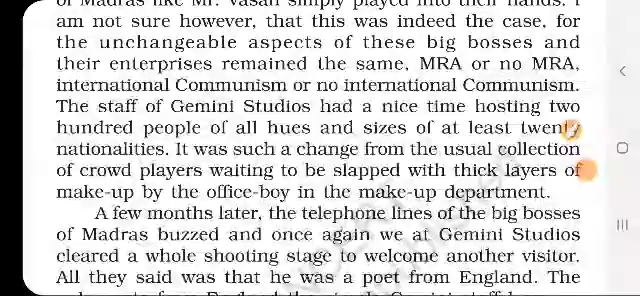 of Madras like Mr. Vasan simply played into their hands. I
am not sure however, that this was indeed the case, for
the unchangeable aspects of these big bosses and
their enterprises remained the same, MRA or no MRA,
international Communism or no international Communism.
The staff of Gemini Studios had a nice time hosting two
hundred people of all hues and sizes of at least twenty
nationalities. It was such a change from the usual collection
of crowd players waiting to be slapped with thick layers of
make-up by the office-boy in the make-up department.
A few months later, the telephone lines of the big bosses
of Madras buzzed and once again we at Gemini Studios
cleared a whole shooting stage to welcome another visitor.
All they said was that he was a poet from England. The